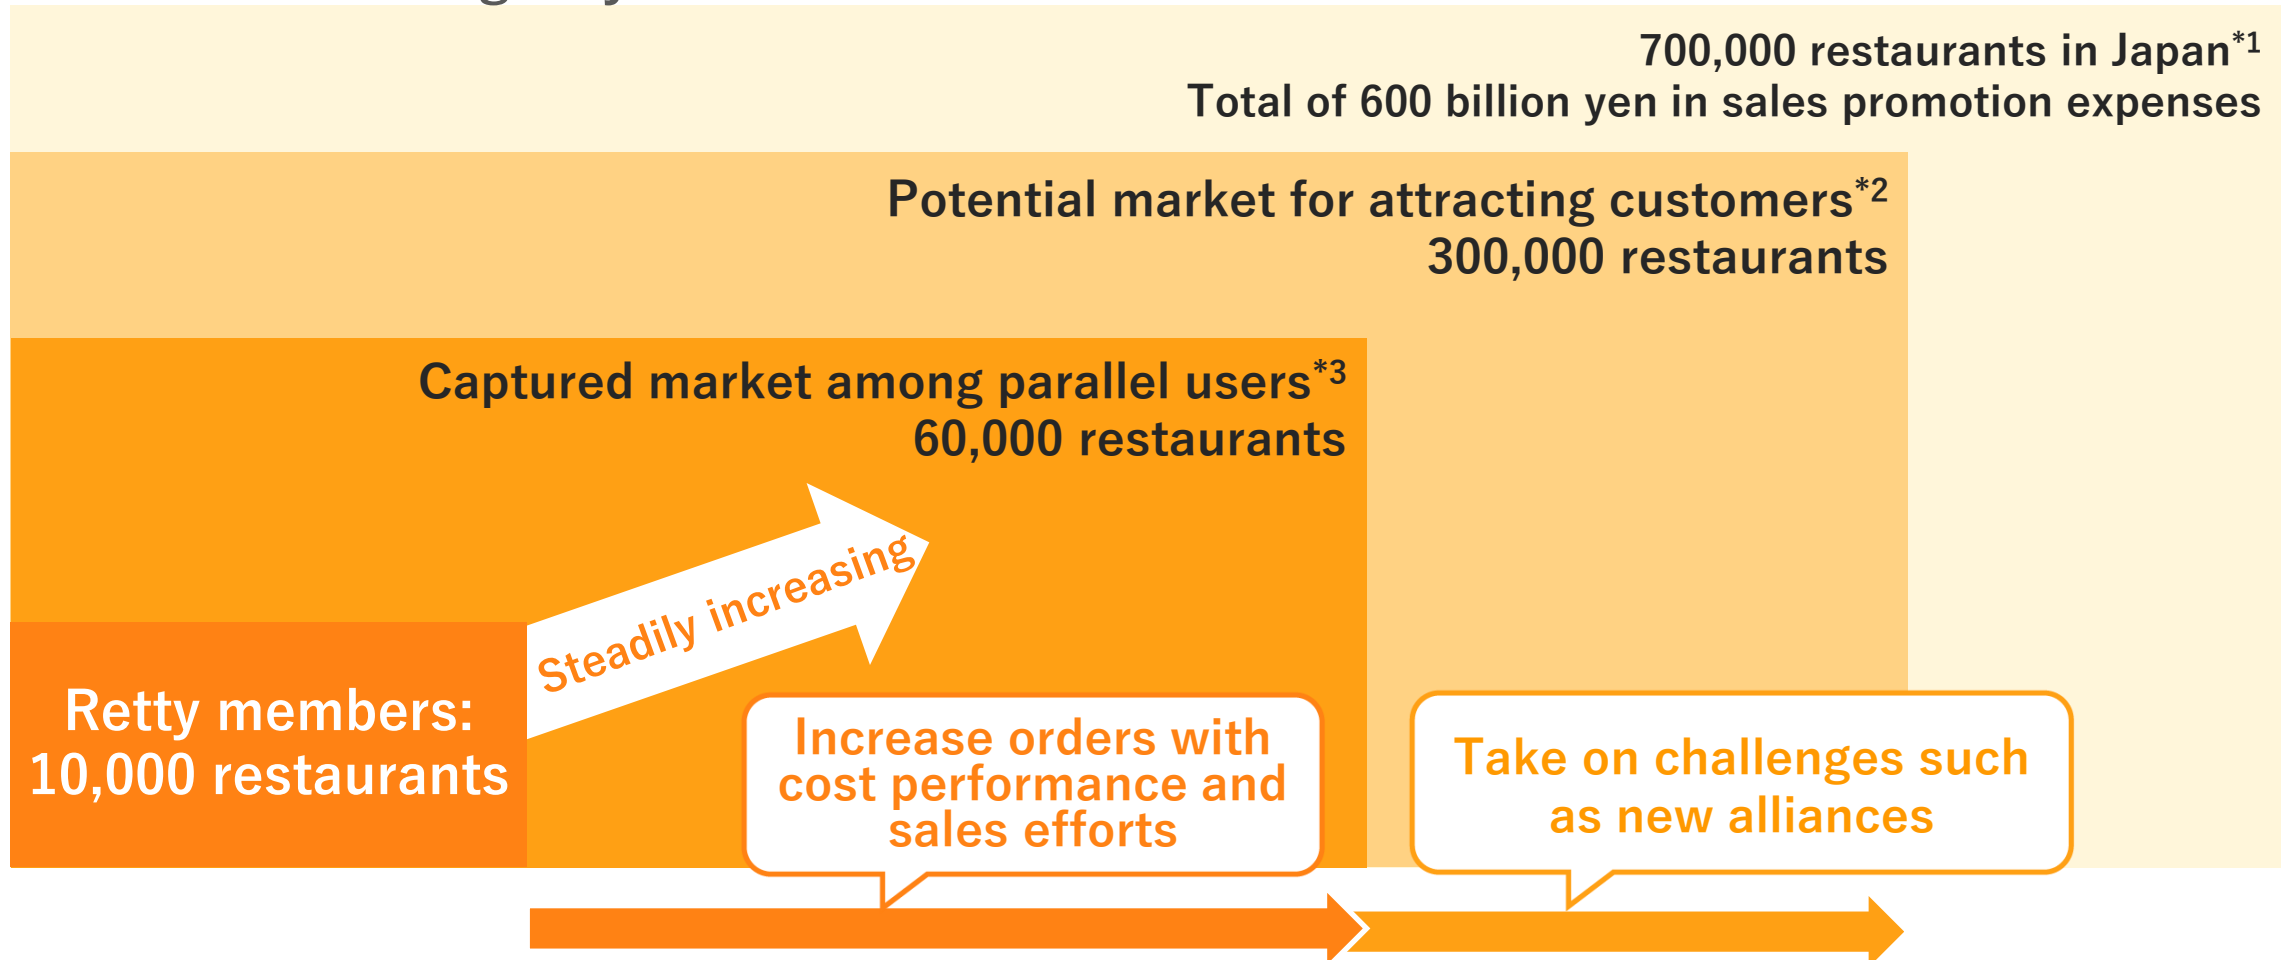 700,000 restaurants in Japan*1
Total of 600 billion yen in sales promotion expenses
Potential market for attracting customers*2
300,000 restaurants
Captured market among parallel users*3
60,000 restaurants
Steadily increasing
Retty members:
10,000 restaurants
Increase orders with
cost performance and
sales efforts
Take on challenges such
as new alliances